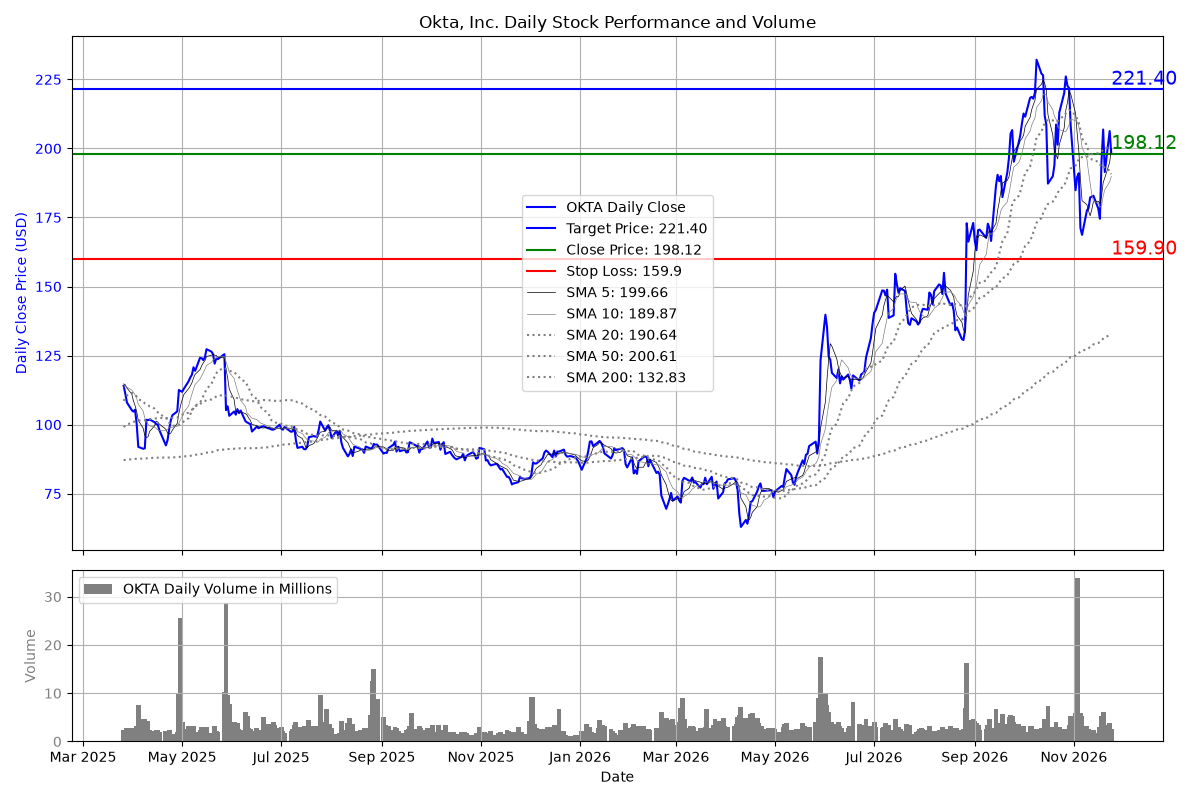 Okta, Inc. Daily Stock Performance and Volume
Daily Close Price (USD)
225
200
175
150
125
100
75
221.40
198.12
159.90
OKTA Daily Close
Target Price: 221.40
Close Price: 198.12
Stop Loss: 159.9
SMA 5: 199.66
SMA 10: 189.87
SMA 20: 190.64
SMA 50: 200.61
SMA 200: 132.83
OKTA Daily Volume in Millions
Volume
30
20
10
0
Mar 2025 May 2025 Jul 2025 Sep 2025 Nov 2025 Jan 2026 Mar 2026 May 2026 Jul 2026 Sep 2026 Nov 2026
Date